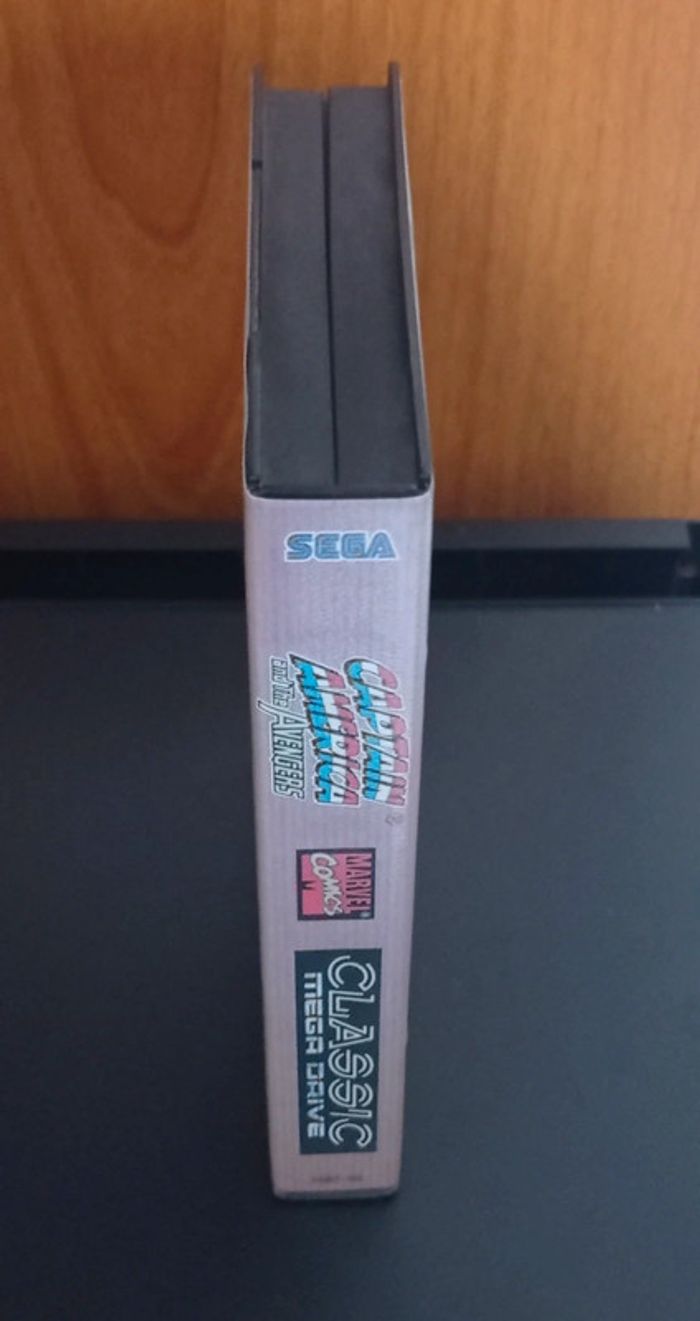 SEGA
CAPTAIN
AMERICA
and The AVENGERS
MARVEL
COMICS
CLASSIC
MEGA DRIVE